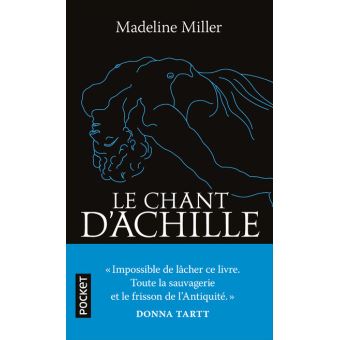 Madeline Miller
LE CHANT
D'ACHILLE
« Impossible de lâcher ce livre.
Toute la sauvagerie
et le frisson de l'Antiquité. »
DONNA TARTT
POCKET